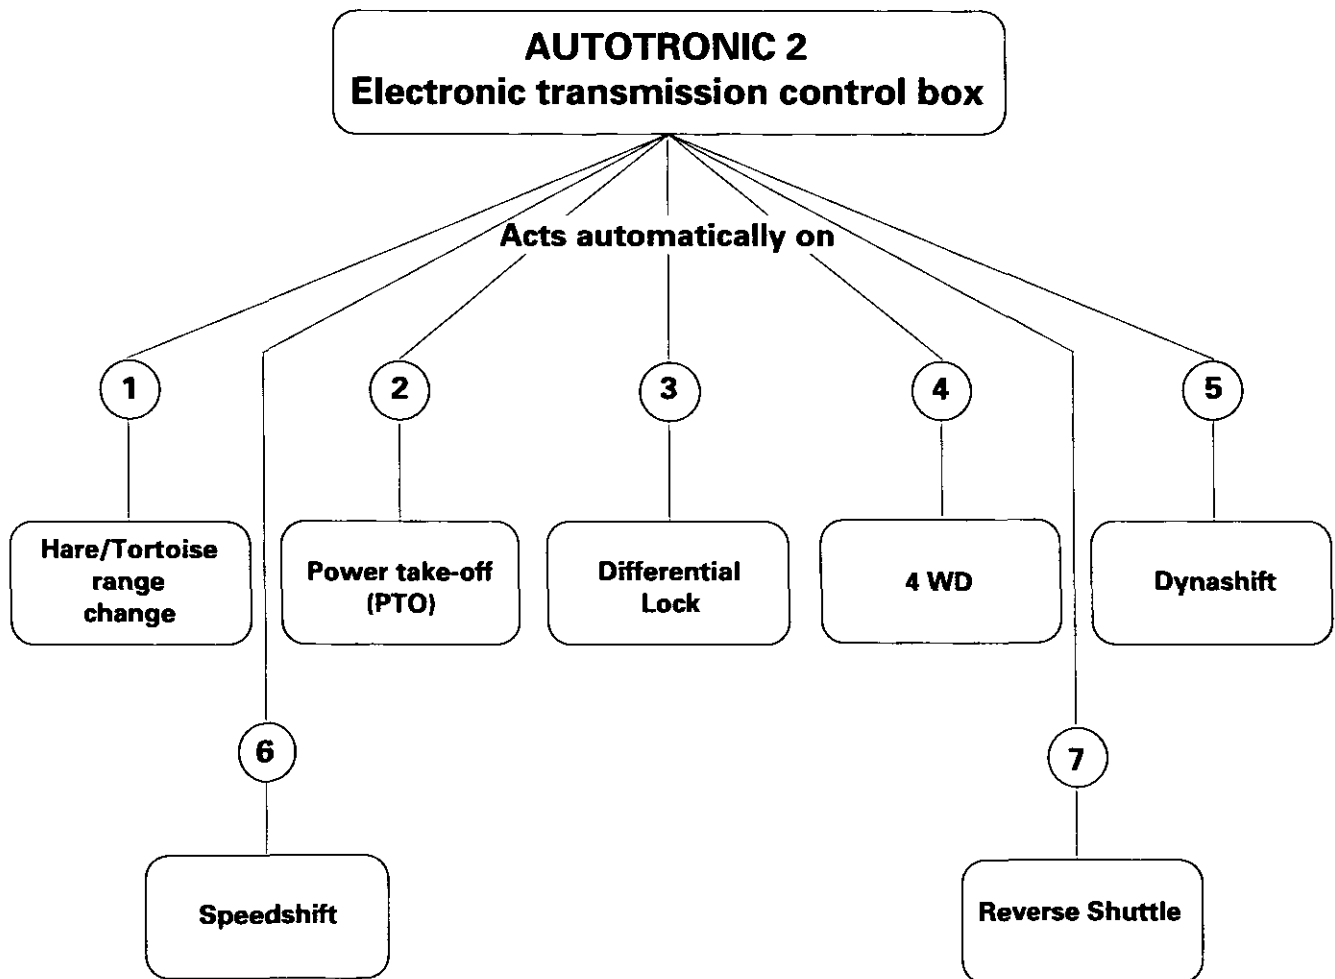 AUTOTRONIC 2
Electronic transmission control box
Acts automatically on
1
2
3
4
5
Hare/Tortoise
range
change
Power take-off
(PTO)
Differential
Lock
4 WD
Dynashift
6
7
Speedshift
Reverse Shuttle